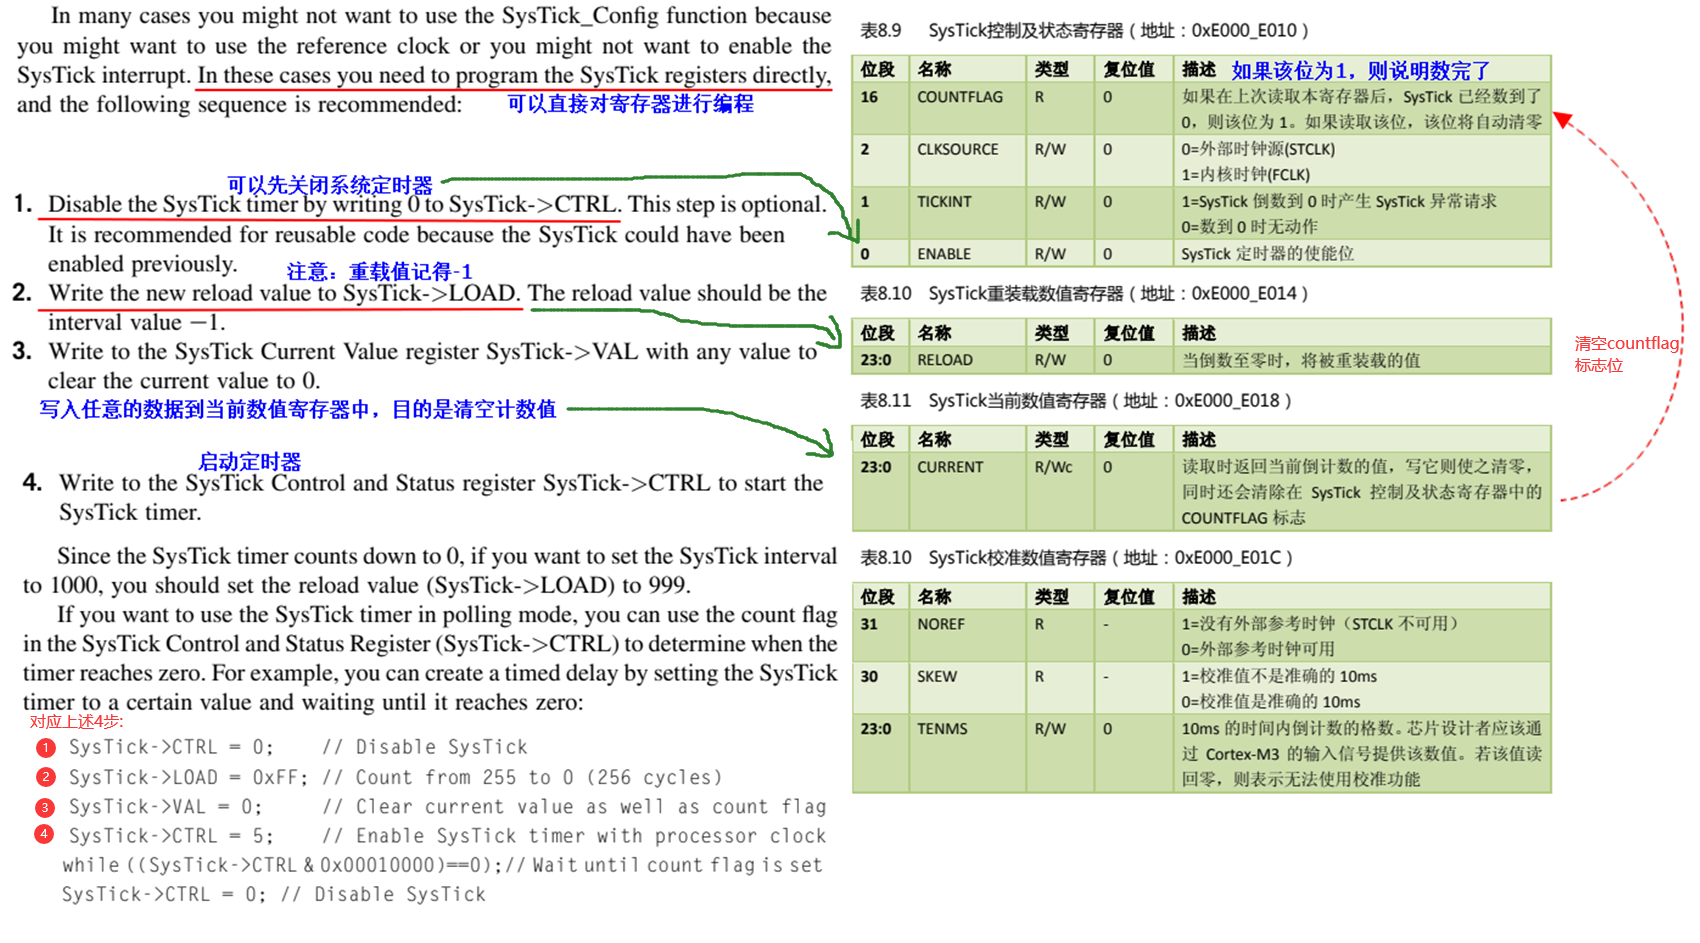 In many cases you might not want to use the SysTick_Config function because
you might want to use the reference clock or you might not want to enable the
SysTick interrupt. In these cases you need to program the SysTick registers directly,
and the following sequence is recommended:
可以直接对寄存器进行编程
可以先关闭系统定时器
1. Disable the SysTick timer by writing 0 to SysTick->CTRL. This step is optional.
It is recommended for reusable code because the SysTick could have been
enabled previously.
注意：重载值记得-1
2. Write the new reload value to SysTick->LOAD. The reload value should be the
interval value −1.
3. Write to the SysTick Current Value register SysTick->VAL with any value to
clear the current value to 0.
写入任意的数据到当前数值寄存器中，目的是清空计数值
启动定时器
4. Write to the SysTick Control and Status register SysTick->CTRL to start the
SysTick timer.
Since the SysTick timer counts down to 0, if you want to set the SysTick interval
to 1000, you should set the reload value (SysTick->LOAD) to 999.
If you want to use the SysTick timer in polling mode, you can use the count flag
in the SysTick Control and Status Register (SysTick->CTRL) to determine when the
timer reaches zero. For example, you can create a timed delay by setting the SysTick
timer to a certain value and waiting until it reaches zero:
对应上述4步:
1 SysTick->CTRL = 0; // Disable SysTick
2 SysTick->LOAD = 0xFF; // Count from 255 to 0 (256 cycles)
3 SysTick->VAL = 0; // Clear current value as well as count flag
4 SysTick->CTRL = 5; // Enable SysTick timer with processor clock
while ((SysTick->CTRL & 0x00010000)==0);// Wait until count flag is set
SysTick->CTRL = 0; // Disable SysTick
表8.9 SysTick控制及状态寄存器（地址：0xE000_E010）
位段 名称 类型 复位值 描述 如果该位为1，则说明数完了
16 COUNTFLAG R 0 如果在上次读取本寄存器后，SysTick 已经数到了
0，则该位为 1。如果读取该位，该位将自动清零
2 CLKSOURCE R/W 0 0=外部时钟源(STCLK)
1=内核时钟(FCLK)
1 TICKINT R/W 0 1=SysTick 倒数到 0 时产生 SysTick 异常请求
0=数到 0 时无动作
0 ENABLE R/W 0 SysTick 定时器的使能位
表8.10 SysTick重装载数值寄存器（地址：0xE000_E014）
位段 名称 类型 复位值 描述
23:0 RELOAD R/W 0 当倒数至零时，将被重装载的值
清空countflag
标志位
表8.11 SysTick当前数值寄存器（地址：0xE000_E018）
位段 名称 类型 复位值 描述
23:0 CURRENT R/Wc 0 读取时返回当前倒计数的值，写它则使之清零，
同时还会清除在 SysTick 控制及状态寄存器中的
COUNTFLAG 标志
表8.10 SysTick校准数值寄存器（地址：0xE000_E01C）
位段 名称 类型 复位值 描述
31 NOREF R - 1=没有外部参考时钟（STCLK 不可用）
0=外部参考时钟可用
30 SKEW R - 1=校准值不是准确的 10ms
0=校准值是准确的 10ms
23:0 TENMS R/W 0 10ms 的时间内倒计数的格数。芯片设计者应该通
过 Cortex-M3 的输入信号提供该数值。若该值读
回零，则表示无法使用校准功能